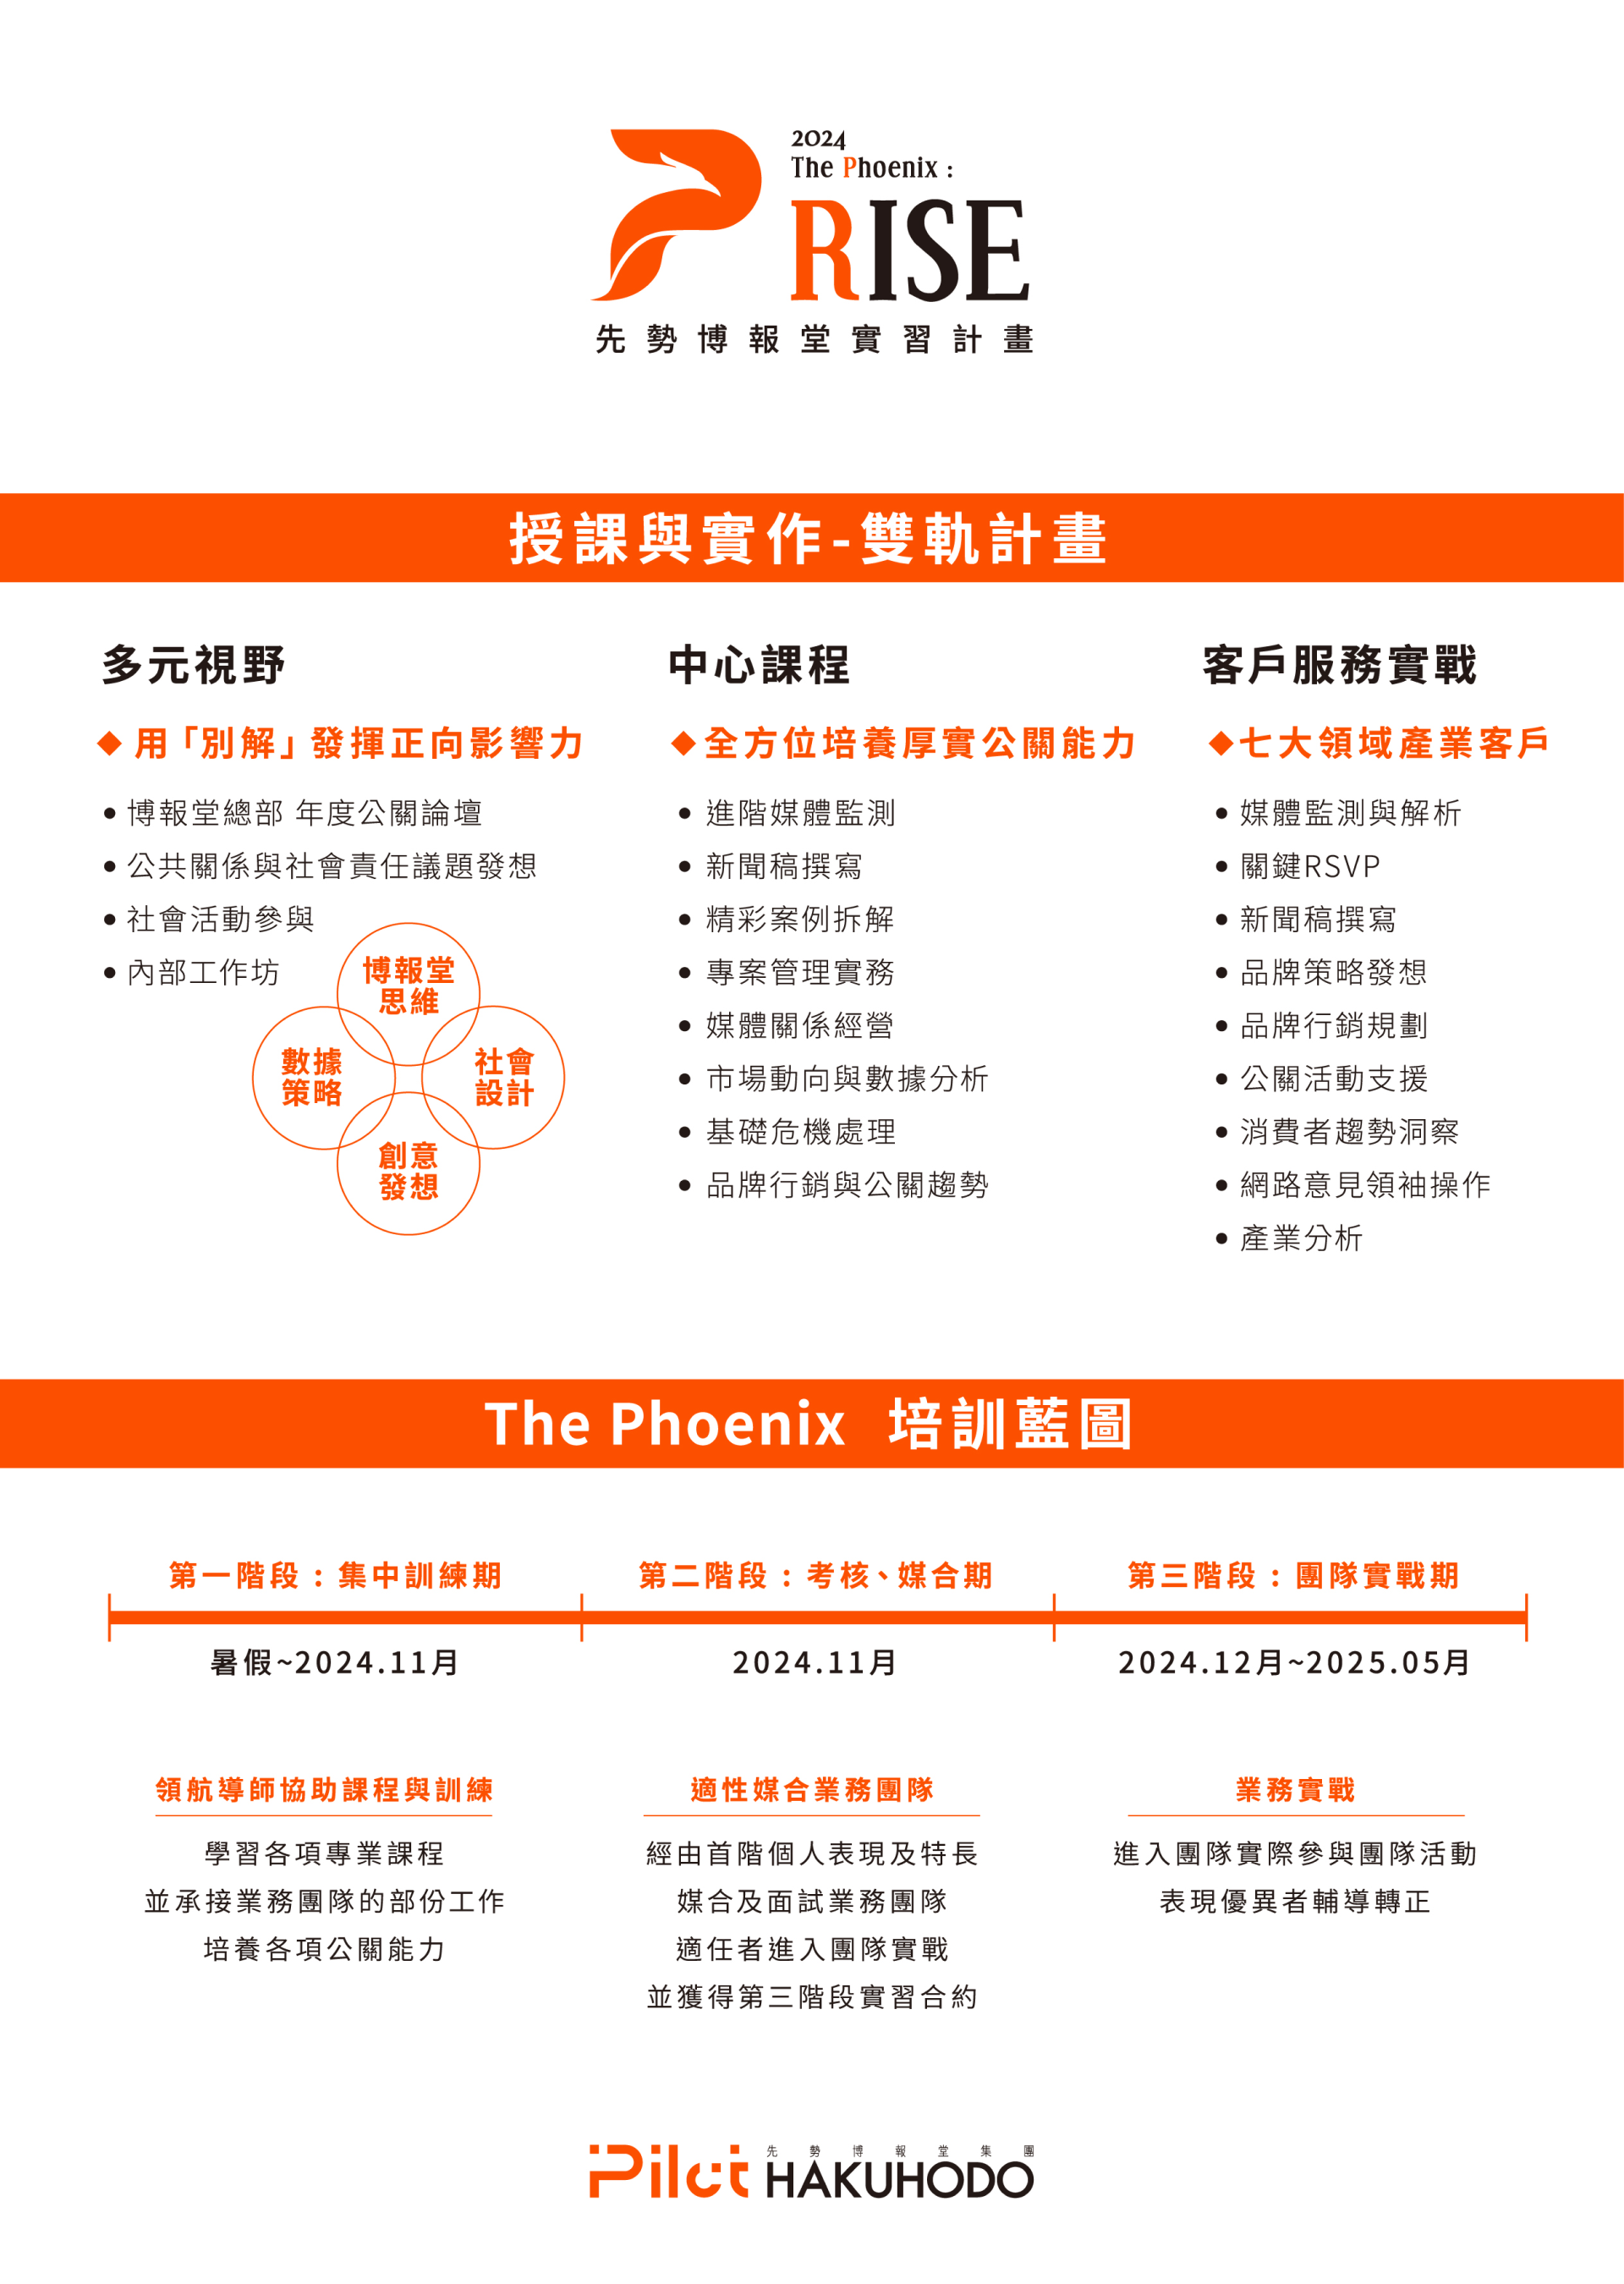 2024
The Phoenix :
RISE
先勢博報堂實習計畫
授課與實作-雙軌計畫
多元視野
◆ 用「別解」發揮正向影響力
• 博報堂總部 年度公關論壇
• 公共關係與社會責任議題發想
• 社會活動參與
• 內部工作坊
博報堂
思維
數據
策略
社會
設計
創意
發想
中心課程
◆ 全方位培養厚實公關能力
• 進階媒體監測
• 新聞稿撰寫
• 精彩案例拆解
• 專案管理實務
• 媒體關係經營
• 市場動向與數據分析
• 基礎危機處理
• 品牌行銷與公關趨勢
客戶服務實戰
◆七大領域產業客戶
• 媒體監測與解析
• 關鍵RSVP
• 新聞稿撰寫
• 品牌策略發想
• 品牌行銷規劃
• 公關活動支援
• 消費者趨勢洞察
• 網路意見領袖操作
• 產業分析
The Phoenix 培訓藍圖
第一階段：集中訓練期
暑假~2024.11月
領航導師協助課程與訓練
學習各項專業課程
並承接業務團隊的部份工作
培養各項公關能力
第二階段：考核、媒合期
2024.11月
適性媒合業務團隊
經由首階個人表現及特長
媒合及面試業務團隊
適任者進入團隊實戰
並獲得第三階段實習合約
第三階段：團隊實戰期
2024.12月~2025.05月
業務實戰
進入團隊實際參與團隊活動
表現優異者輔導轉正
Pilot
先勢博報堂集團
HAKUHODO